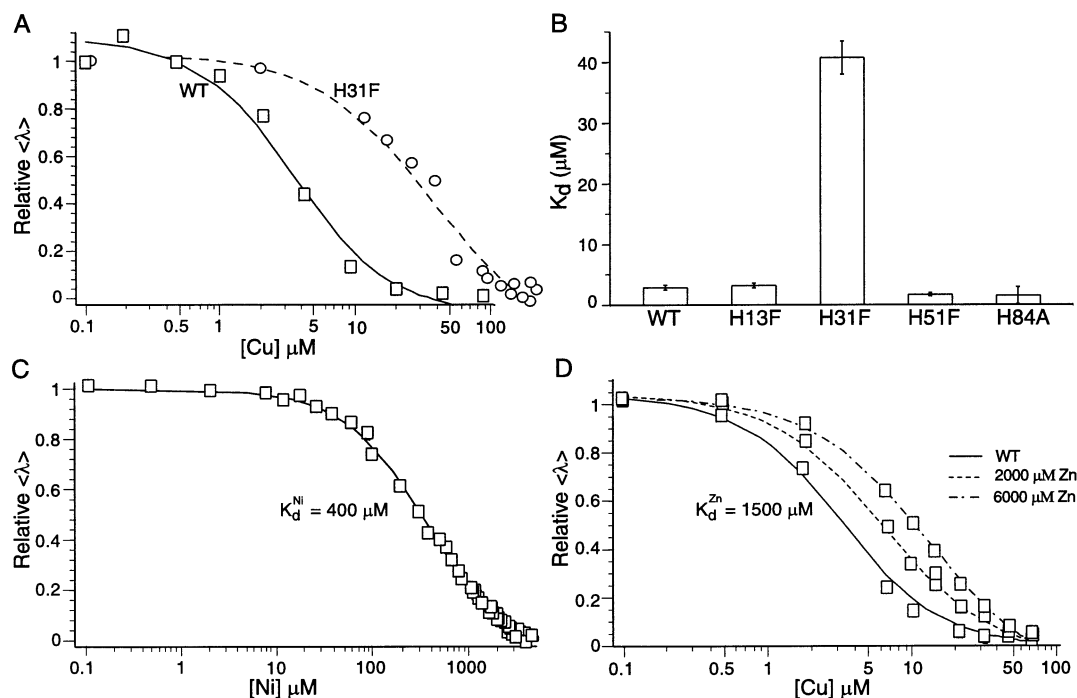 A
Relative <λ>
1
0.8
0.6
0.4
0.2
0
WT
H31F
0.1
0.5
1
5
10
50
100
[Cu] μM
B
K_d (μM)
40
30
20
10
0
WT
H13F
H31F
H51F
H84A
C
Relative <λ>
1
0.8
0.6
0.4
0.2
0
K_d^Ni = 400 μM
0.1
1
10
100
1000
[Ni] μM
D
Relative <λ>
1
0.8
0.6
0.4
0.2
0
K_d^Zn = 1500 μM
WT
2000 μM Zn
6000 μM Zn
0.1
0.5
1
5
10
50
100
[Cu] μM